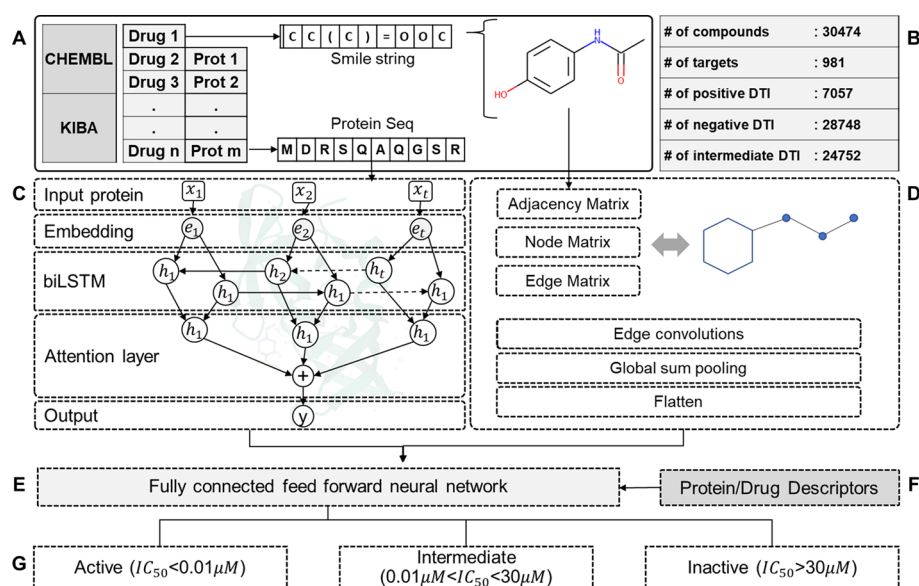 A
CHEMBL
KIBA
Drug 1
Drug 2 Prot 1
Drug 3 Prot 2
. .
. .
Drug n Prot m
C C ( C ) = O O C
Smile string
Protein Seq
M D R S Q A Q G S R
HN
O
HO
B
# of compounds : 30474
# of targets : 981
# of positive DTI : 7057
# of negative DTI : 28748
# of intermediate DTI : 24752
C
Input protein x₁ x₂ xₜ
Embedding e₁ e₂ eₜ
biLSTM h₁ h₂ hₜ
h₁ h₁ h₁
Attention layer h₁ h₁ h₁
+
Output y
D
Adjacency Matrix
Node Matrix
Edge Matrix
Edge convolutions
Global sum pooling
Flatten
E
Fully connected feed forward neural network
F
Protein/Drug Descriptors
G
Active (IC₅₀<0.01μM)
Intermediate
(0.01μM<IC₅₀<30μM)
Inactive (IC₅₀>30μM)